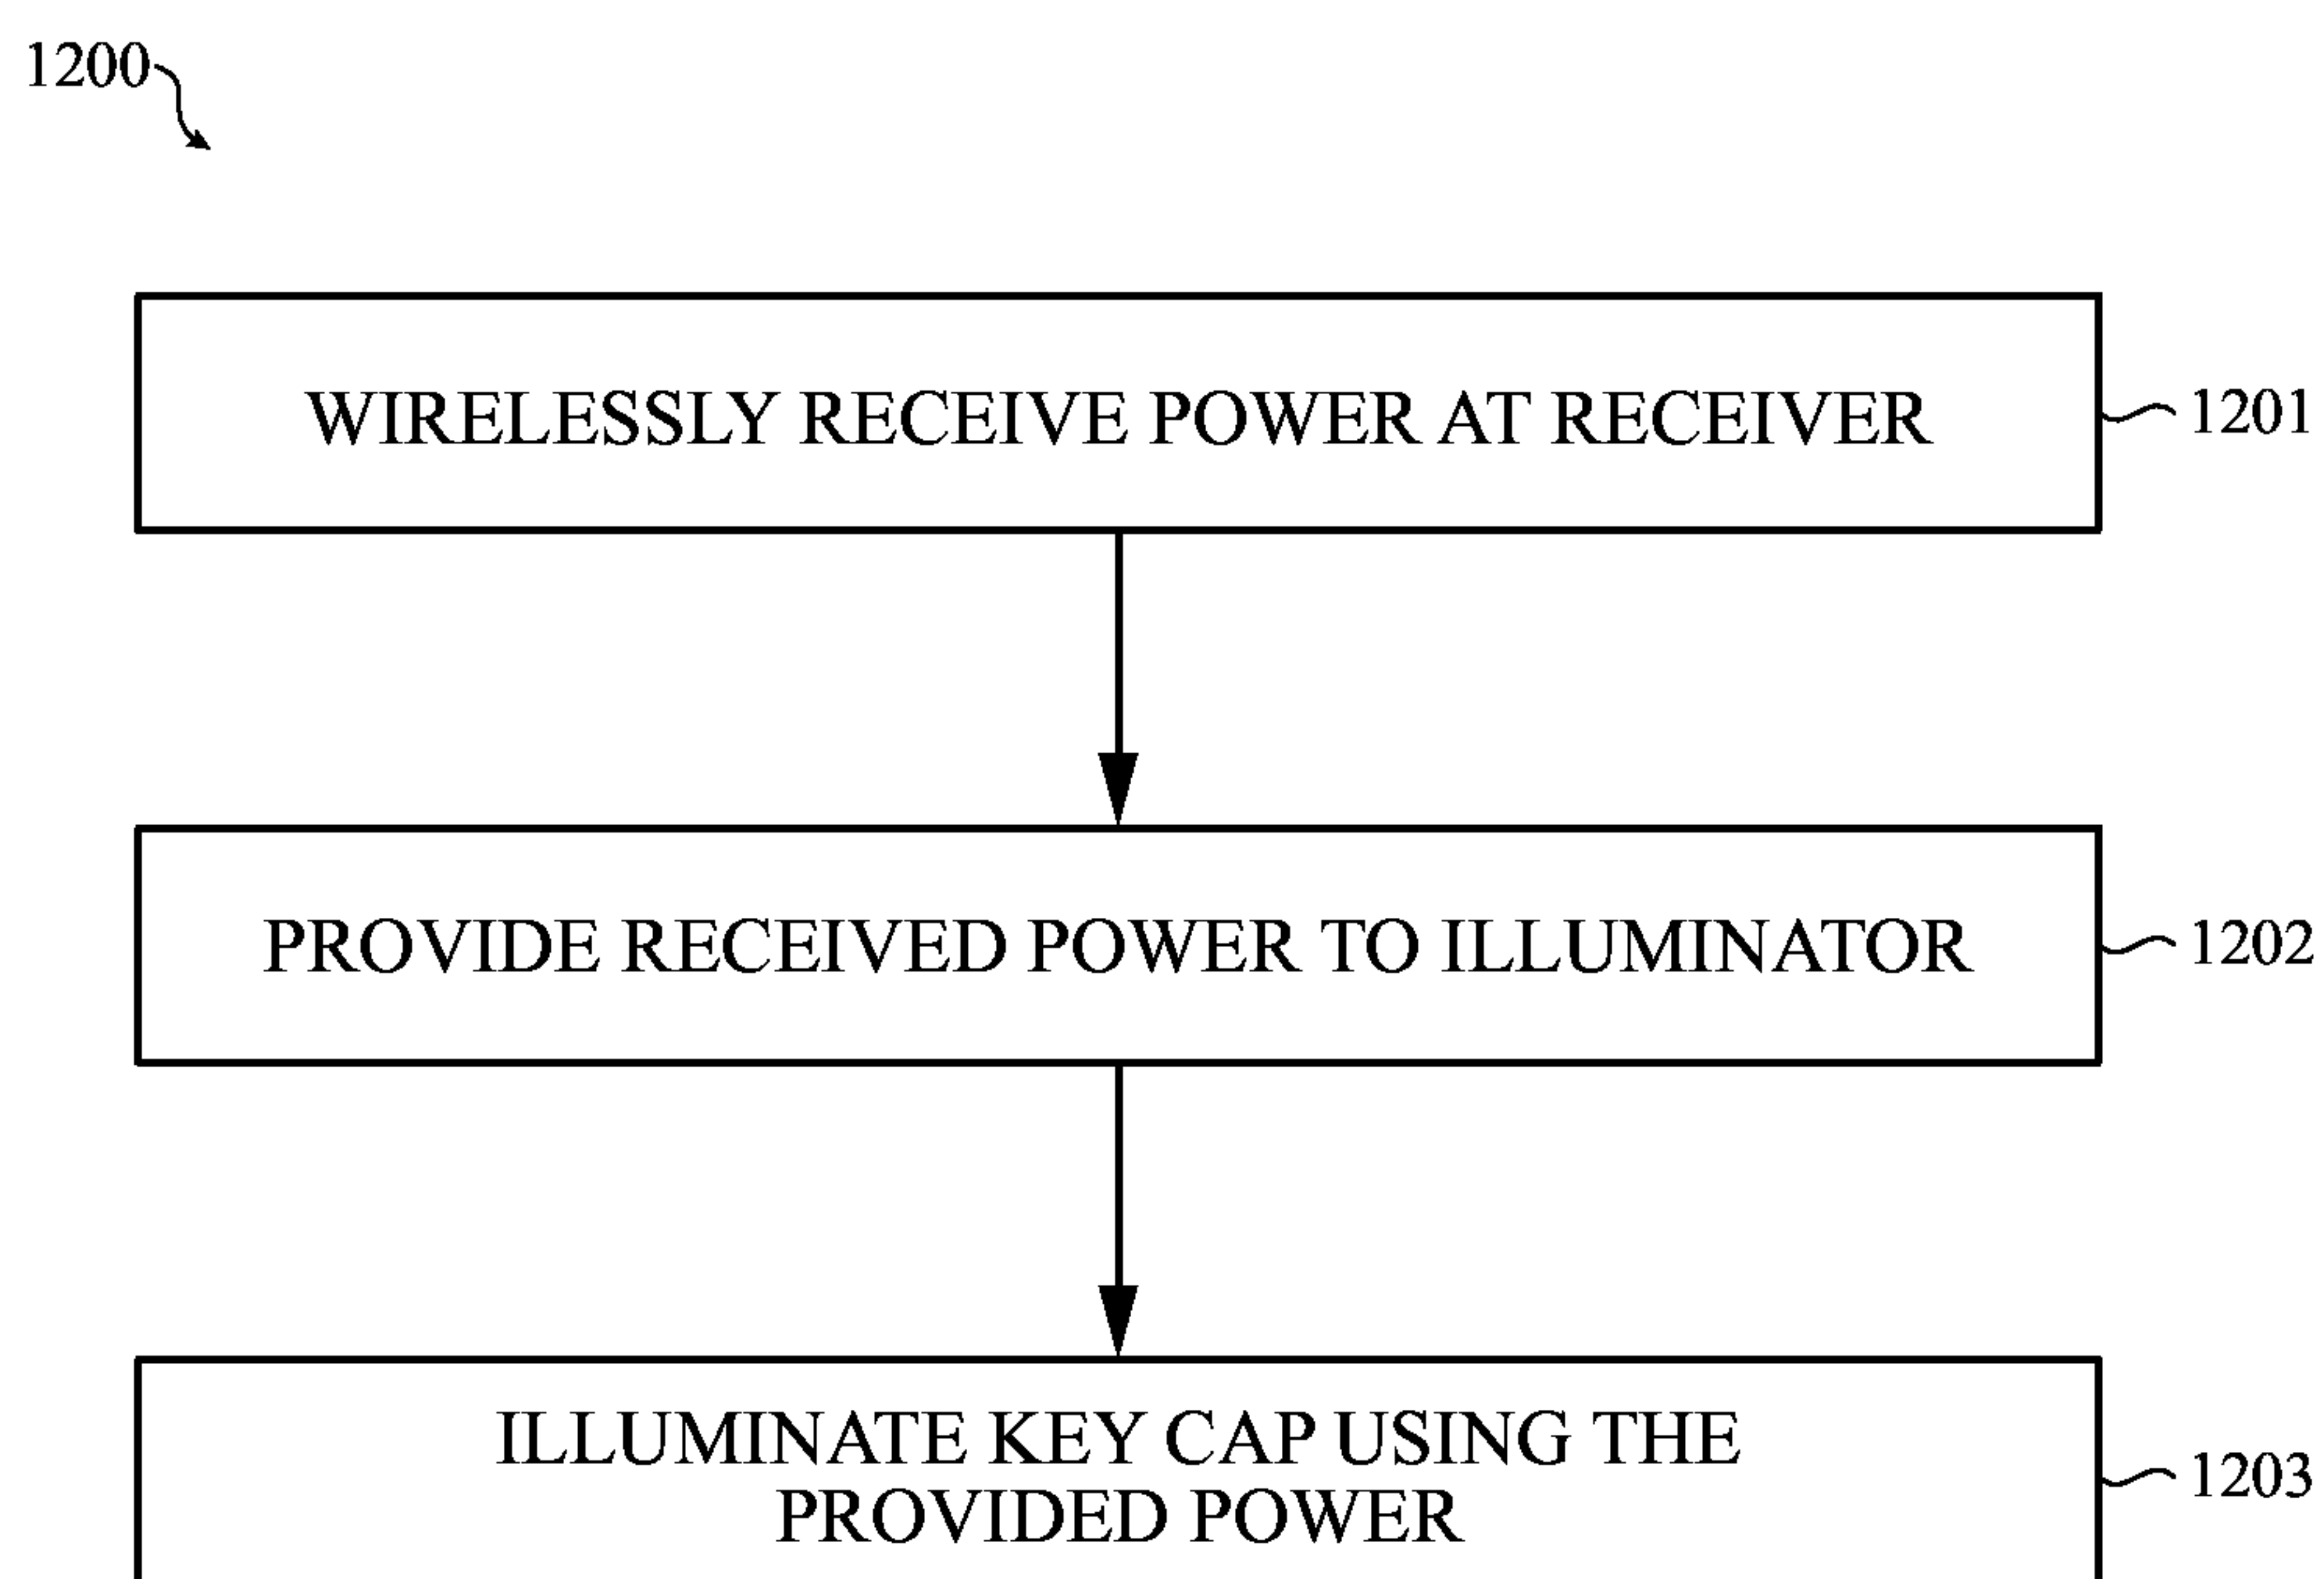 1200
WIRELESSLY RECEIVE POWER AT RECEIVER
1201
PROVIDE RECEIVED POWER TO ILLUMINATOR
1202
ILLUMINATE KEY CAP USING THE
PROVIDED POWER
1203